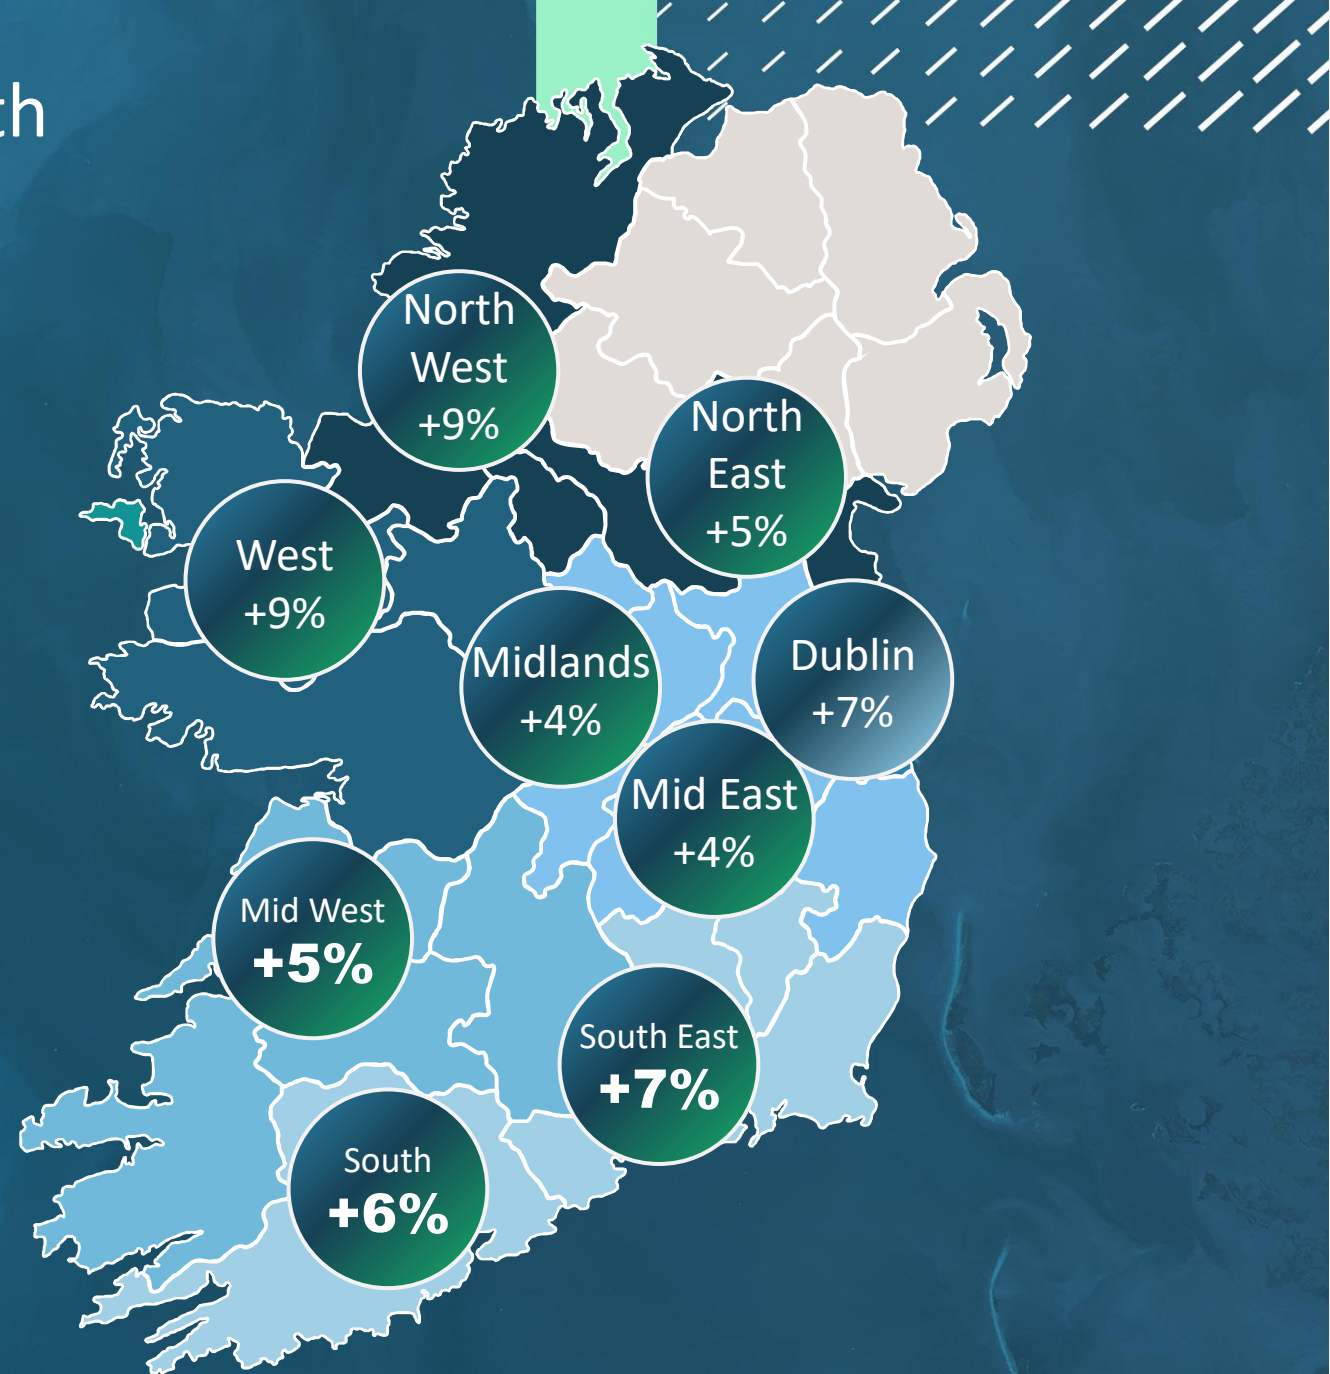 th
North
West
+9%
North
East
+5%
West
+9%
Midlands
+4%
Dublin
+7%
Mid East
+4%
Mid West
+5%
South East
+7%
South
+6%